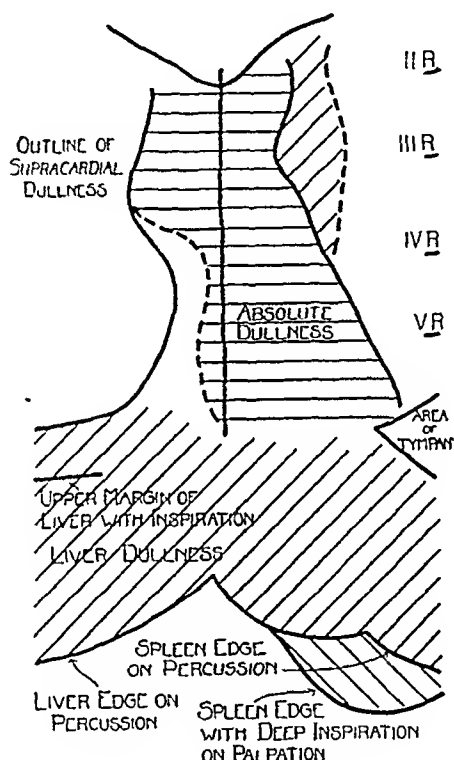 II R
OUTLINE OF
SUPRACARDIAL
DULLNESS
III R
IV R
ABSOLUTE
DULLNESS
V R
AREA
OF
TYMPAN
UPPER MARGIN OF
LIVER WITH INSPIRATION
LIVER DULLNESS
SPLEEN EDGE
ON PERCUSSION
LIVER EDGE ON
PERCUSSION
SPLEEN EDGE
WITH DEEP INSPIRATION
ON PALPATION